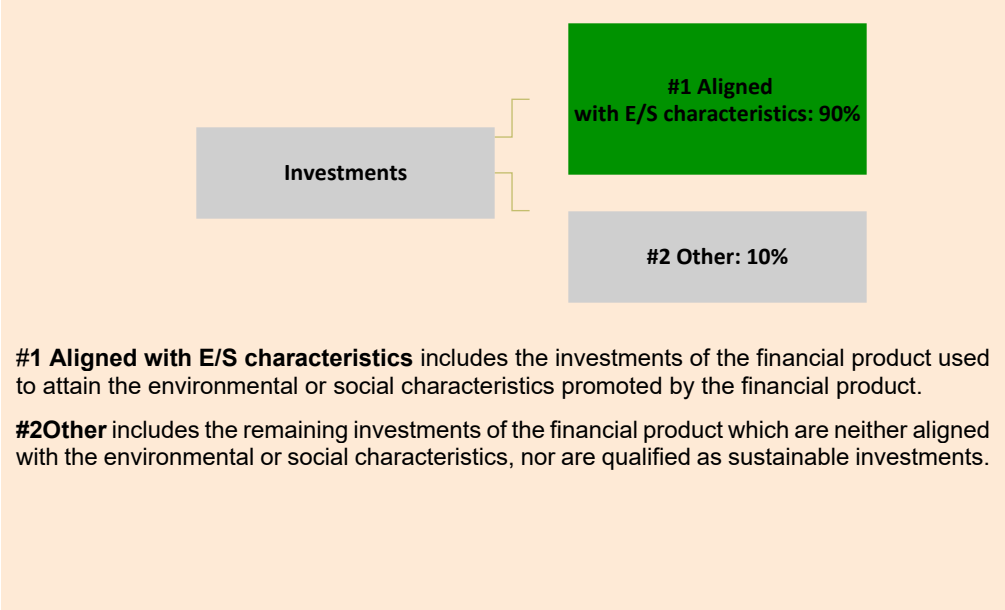 #1 Aligned
with E/S characteristics: 90%
Investments
#2 Other: 10%
#1 Aligned with E/S characteristics includes the investments of the financial product used
to attain the environmental or social characteristics promoted by the financial product.
#2Other includes the remaining investments of the financial product which are neither aligned
with the environmental or social characteristics, nor are qualified as sustainable investments.